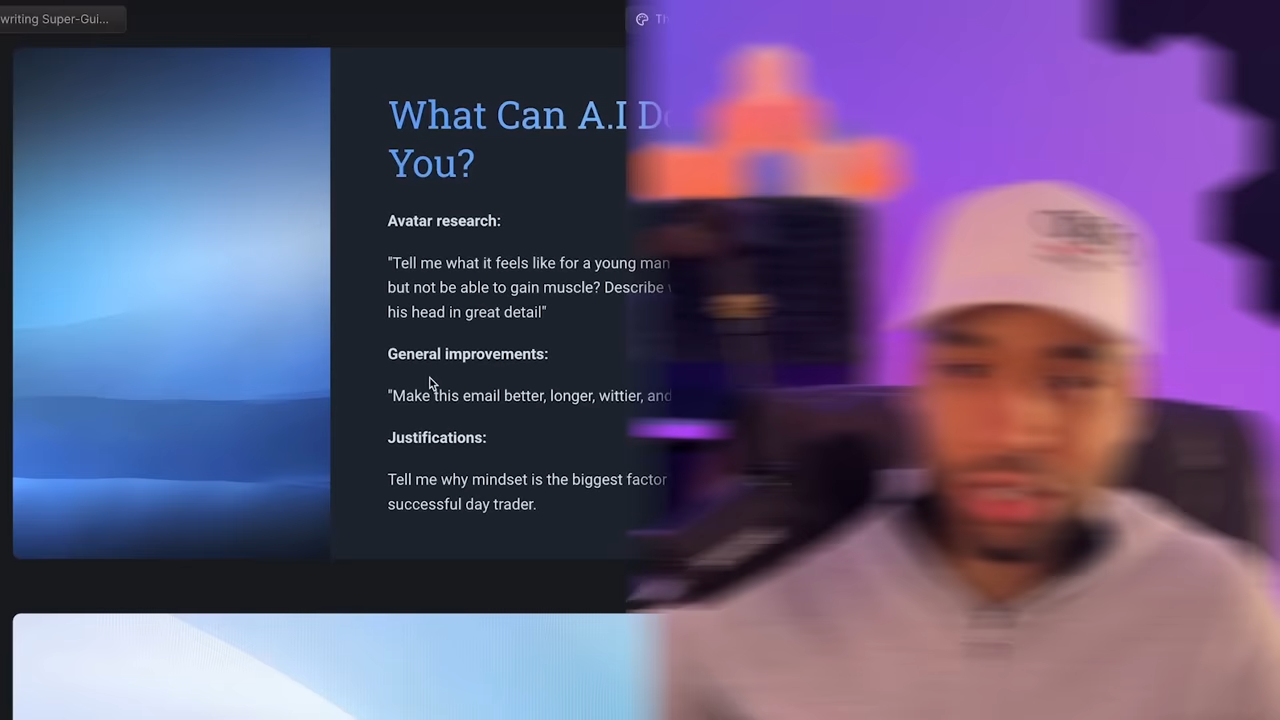 writing Super-Gui...
Th
What Can A.I Do
You?
Avatar research:
"Tell me what it feels like for a young man
but not be able to gain muscle? Describe
his head in great detail"
General improvements:
"Make this email better, longer, wittier, and
Justifications:
Tell me why mindset is the biggest factor
successful day trader.